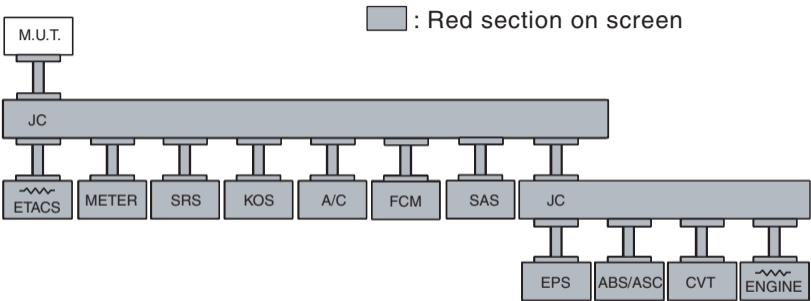 : Red section on screen
M.U.T.
JC
ETACS METER SRS KOS A/C FCM SAS JC
EPS ABS/ASC CVT ENGINE